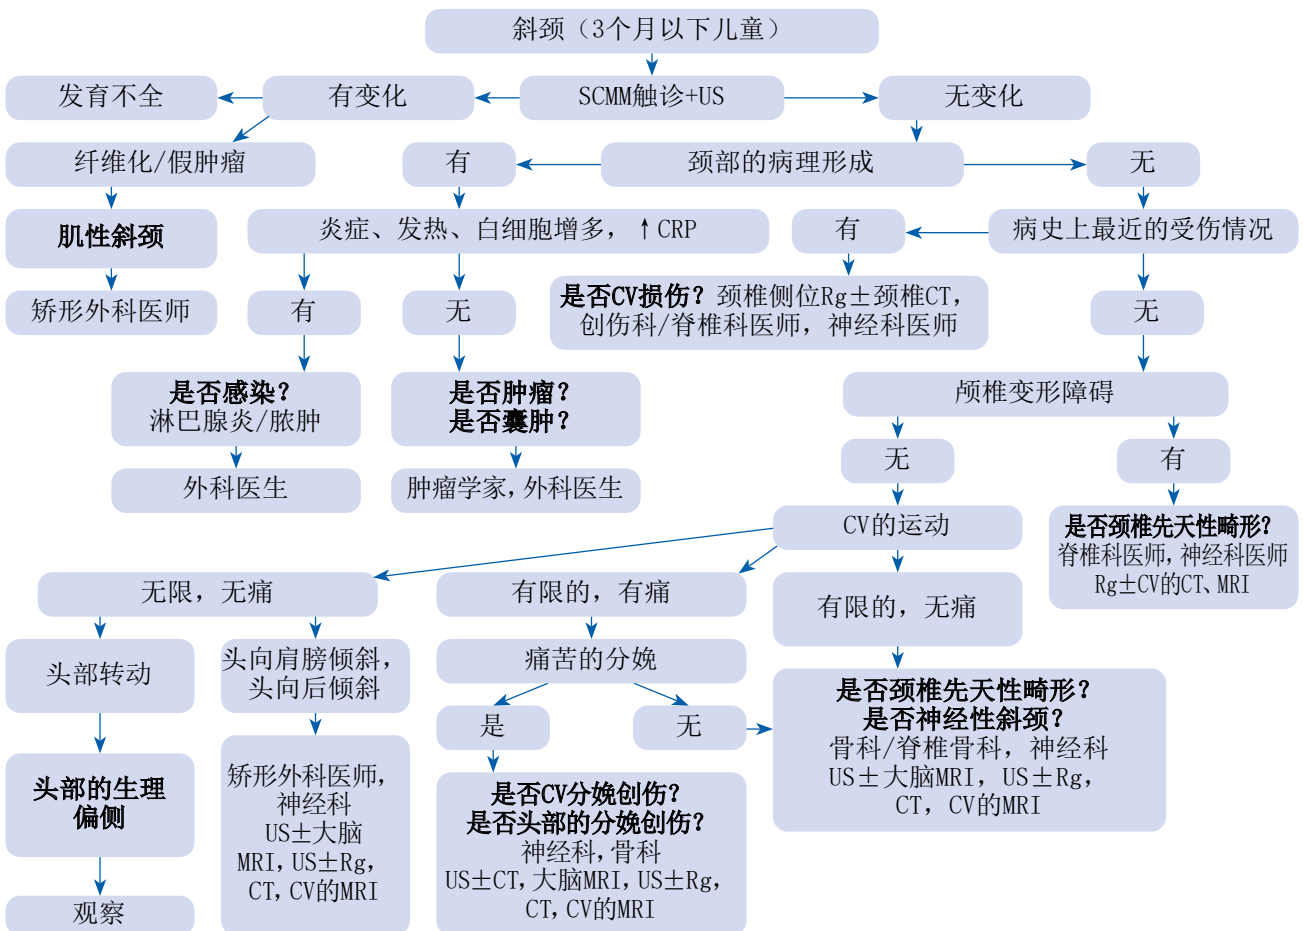 斜颈（3个月以下儿童）
发育不全
有变化
SCMM触诊+US
无变化
纤维化/假肿瘤
有
颈部的病理形成
无
肌性斜颈
炎症、发热、白细胞增多，↑CRP
有
病史上最近的受伤情况
矫形外科医师
有
无
是否CV损伤？颈椎侧位Rg±颈椎CT，
创伤科/脊椎科医师，神经科医师
无
是否感染？
淋巴腺炎/脓肿
是否肿瘤？
是否囊肿？
颅椎变形障碍
外科医生
肿瘤学家，外科医生
无
有
CV的运动
是否颈椎先天性畸形？
脊椎科医师，神经科医师
Rg±CV的CT、MRI
无限，无痛
有限的，有痛
有限的，无痛
头部转动
头向肩膀倾斜，
头向后倾斜
痛苦的分娩
是
无
是否颈椎先天性畸形？
是否神经性斜颈？
骨科/脊椎骨科，神经科
US±大脑MRI，US±Rg，
CT，CV的MRI
头部的生理
偏侧
矫形外科医师，
神经科
US±大脑
MRI，US±Rg，
CT，CV的MRI
是否CV分娩创伤？
是否头部的分娩创伤？
神经科，骨科
US±CT，大脑MRI，US±Rg，
CT，CV的MRI
观察